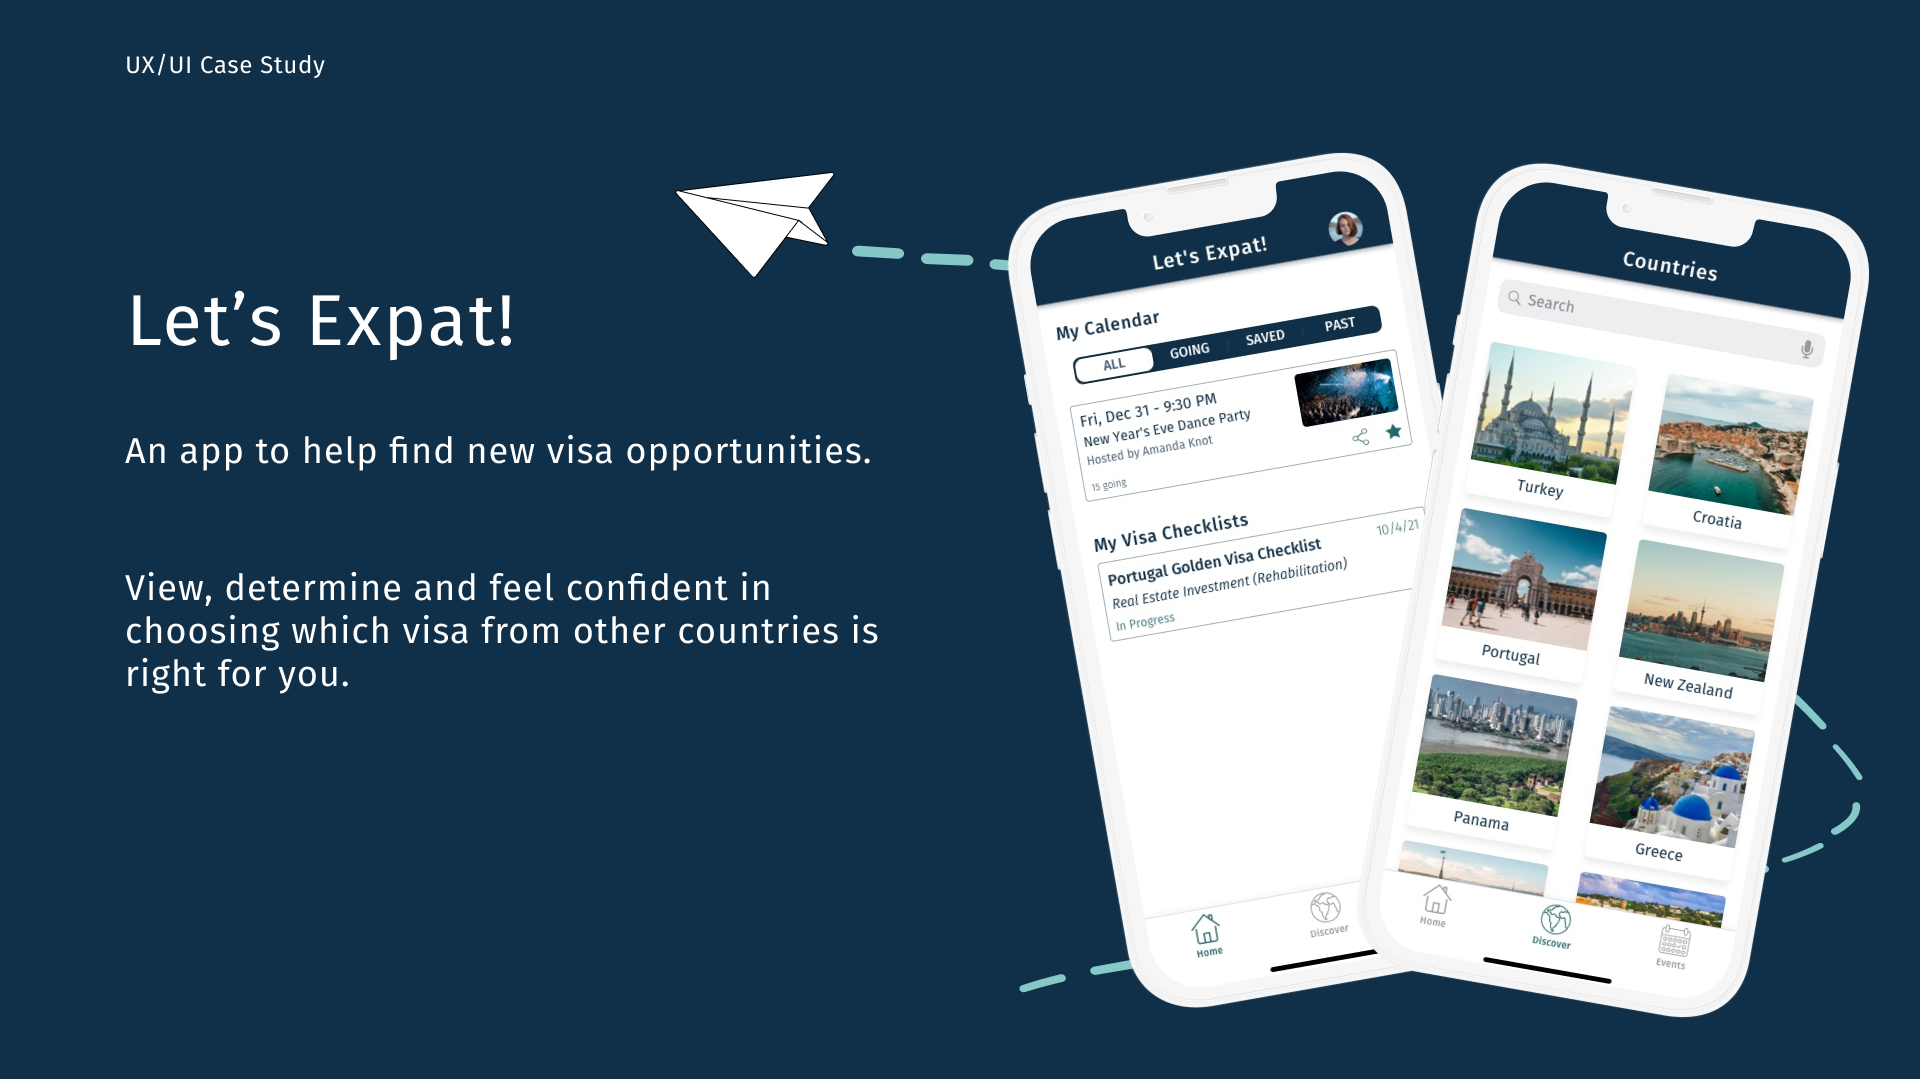 UX/UI Case Study
Let’s Expat!
An app to help find new visa opportunities.
View, determine and feel confident in
choosing which visa from other countries is
right for you.
Let's Expat!
My Calendar
ALL
GOING
SAVED
PAST
Fri, Dec 31 - 9:30 PM
New Year's Eve Dance Party
Hosted by Amanda Knot
15 going
My Visa Checklists
Portugal Golden Visa Checklist
10/4/21
Real Estate Investment (Rehabilitation)
In Progress
Home
Discover
Countries
Search
Turkey
Croatia
Portugal
New Zealand
Panama
Greece
Home
Discover
Events